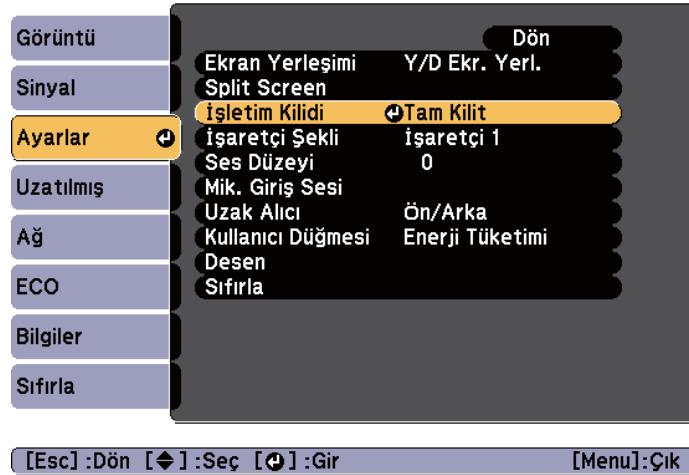 Görüntü
Sinyal
Ayarlar
Uzatılmış
Ağ
ECO
Bilgiler
Sıfırla
Dön
Ekran Yerleşimi Y/D Ekr. Yerl.
Split Screen
İşletim Kilidi Tam Kilit
İşaretçi Şekli İşaretçi 1
Ses Düzeyi 0
Mik. Giriş Sesi
Uzak Alıcı Ön/Arka
Kullanıcı Düğmesi Enerji Tüketimi
Desen
Sıfırla
[Esc] :Dön [◆] :Seç [↵] :Gir [Menu]:Çık